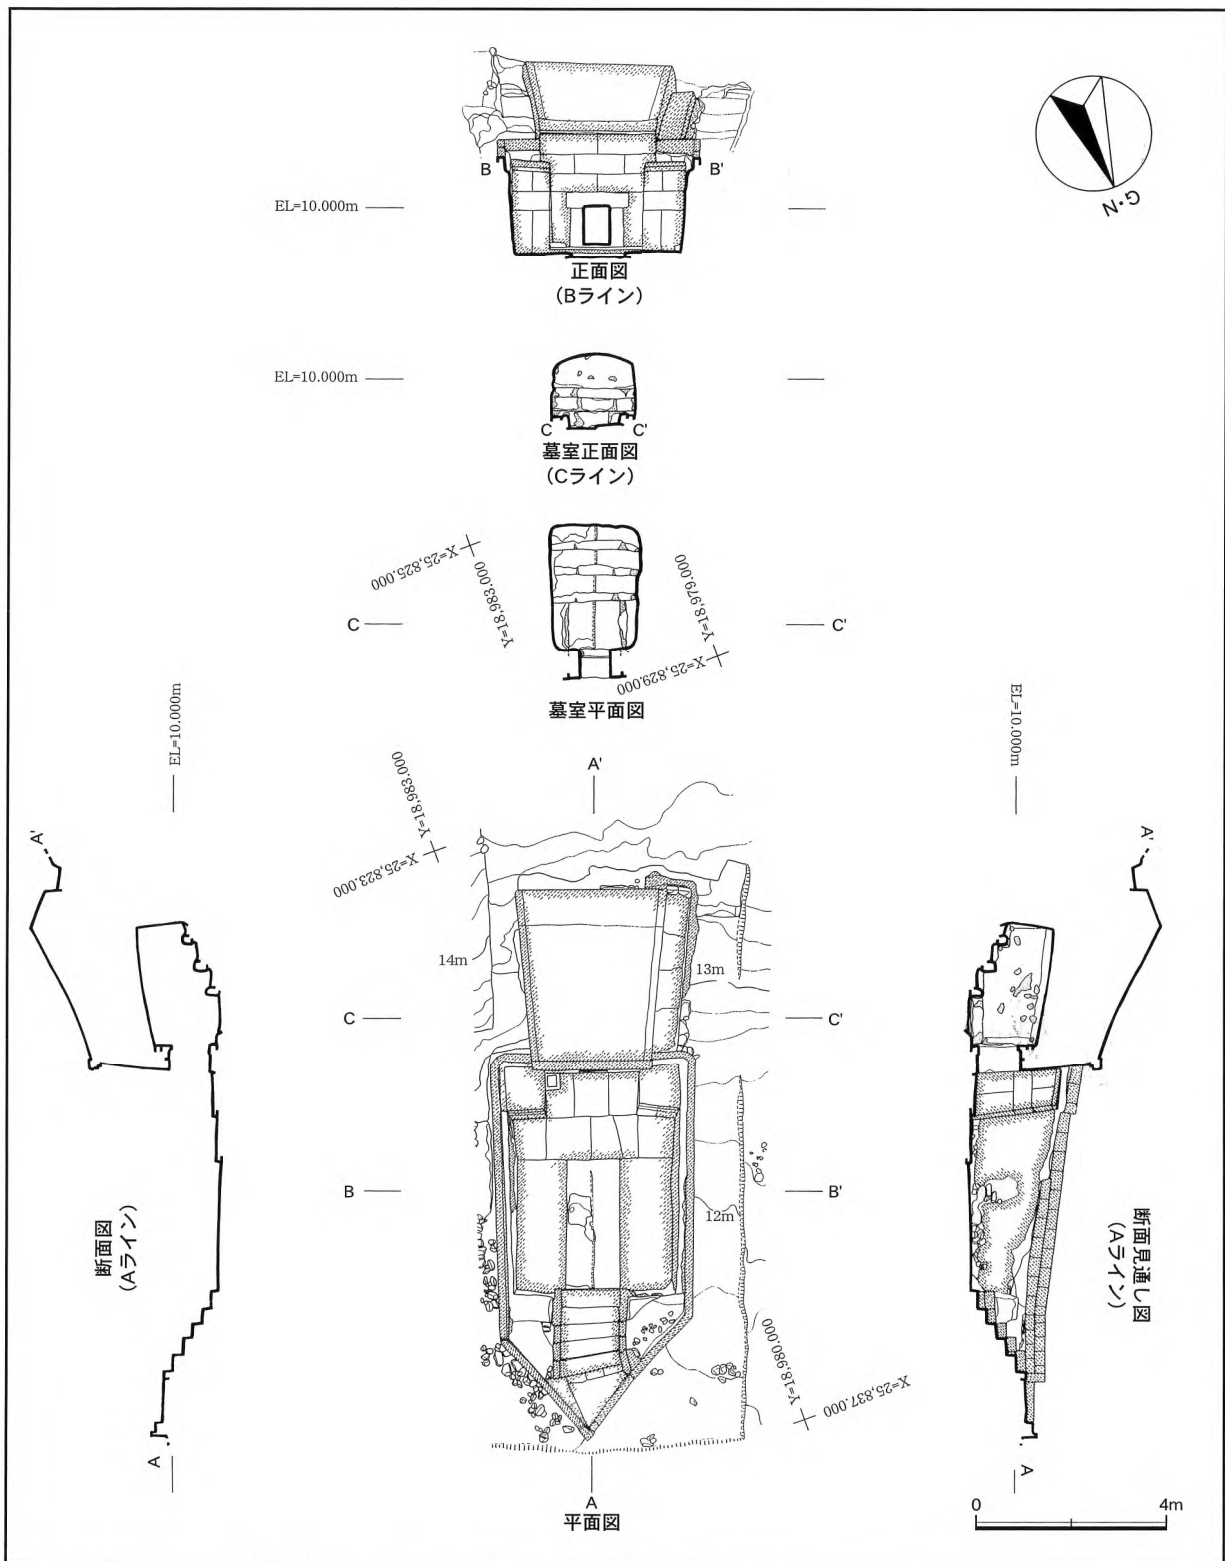 G・N
B
B'
EL=10.000m
正面図
(Bライン)
EL=10.000m
C
C'
墓室正面図
(Cライン)
X=25,825.000
Y=18,983.000
Y=18,979.000
X=25,829.000
C
C'
墓室平面図
EL=10.000m
EL=10.000m
A'
A'
A'
Y=18,983.000
X=25,823.000
14m
13m
C
C'
B
B'
12m
断面図
(Aライン)
断面見通し図
(Aライン)
Y=18,980.000
X=25,837.000
A
A
A
平面図
0
4m